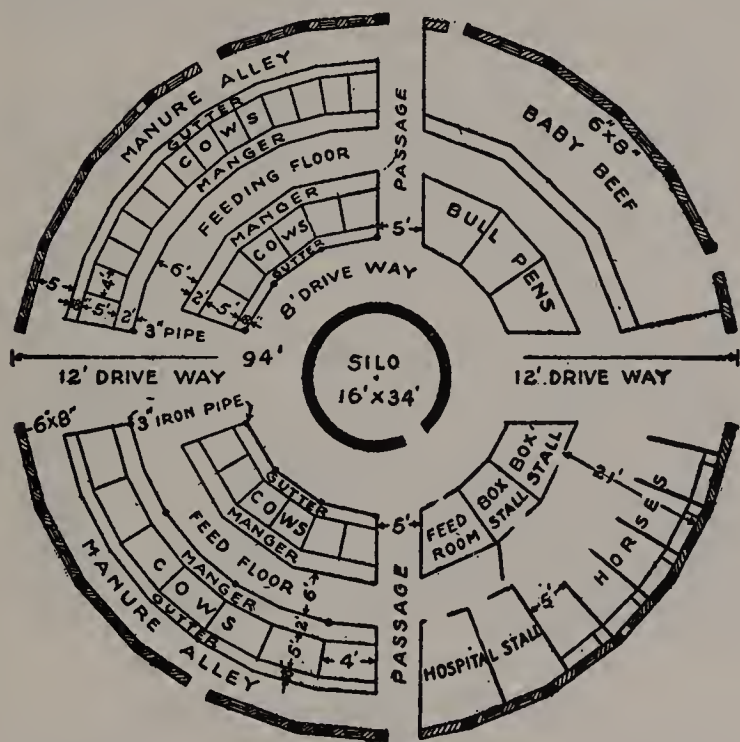 MANURE ALLEY
GUTTER
COWS
MANGER
FEEDING FLOOR
MANGER
COWS
GUTTER
8' DRIVE WAY
PASSAGE
5'
6"x8"
BABY BEEF
BULL PENS
5
4'
8"
5'
2'
6'
2'
5'
8"
3" PIPE
94'
12' DRIVE WAY
SILO
16' x 34'
12' DRIVE WAY
6"x8"
3" IRON PIPE
GUTTER
COWS
MANGER
FEED FLOOR
MANGER
COWS
GUTTER
MANURE ALLEY
6'
2'
5'
4'
5'
PASSAGE
FEED ROOM
BOX STALL
BOX STALL
21'
HORSES
5'
HOSPITAL STALL